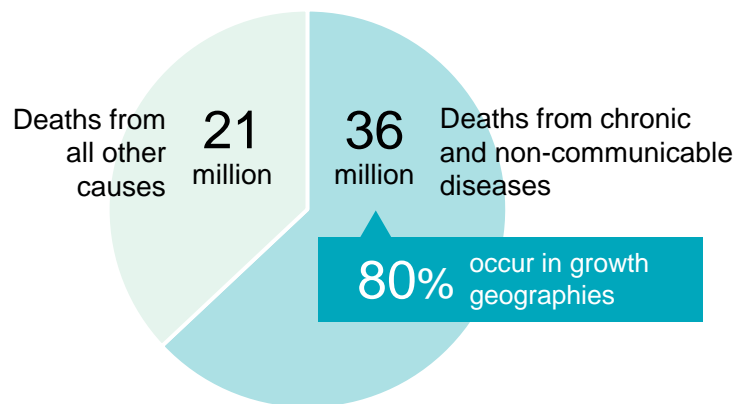 Deaths from
all other
causes
21
million
36
million
Deaths from chronic
and non-communicable
diseases
80% occur in growth
geographies